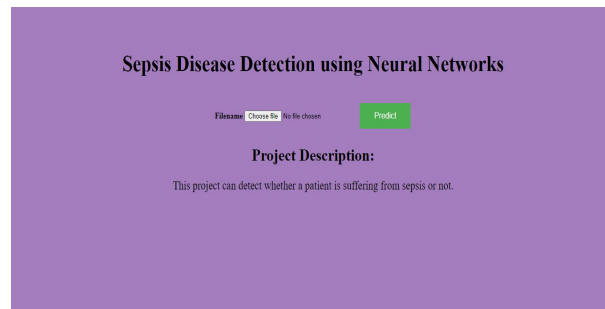 Sepsis Disease Detection using Neural Networks
Filename Choose file No file chosen Predict
Project Description:
This project can detect whether a patient is suffering from sepsis or not.